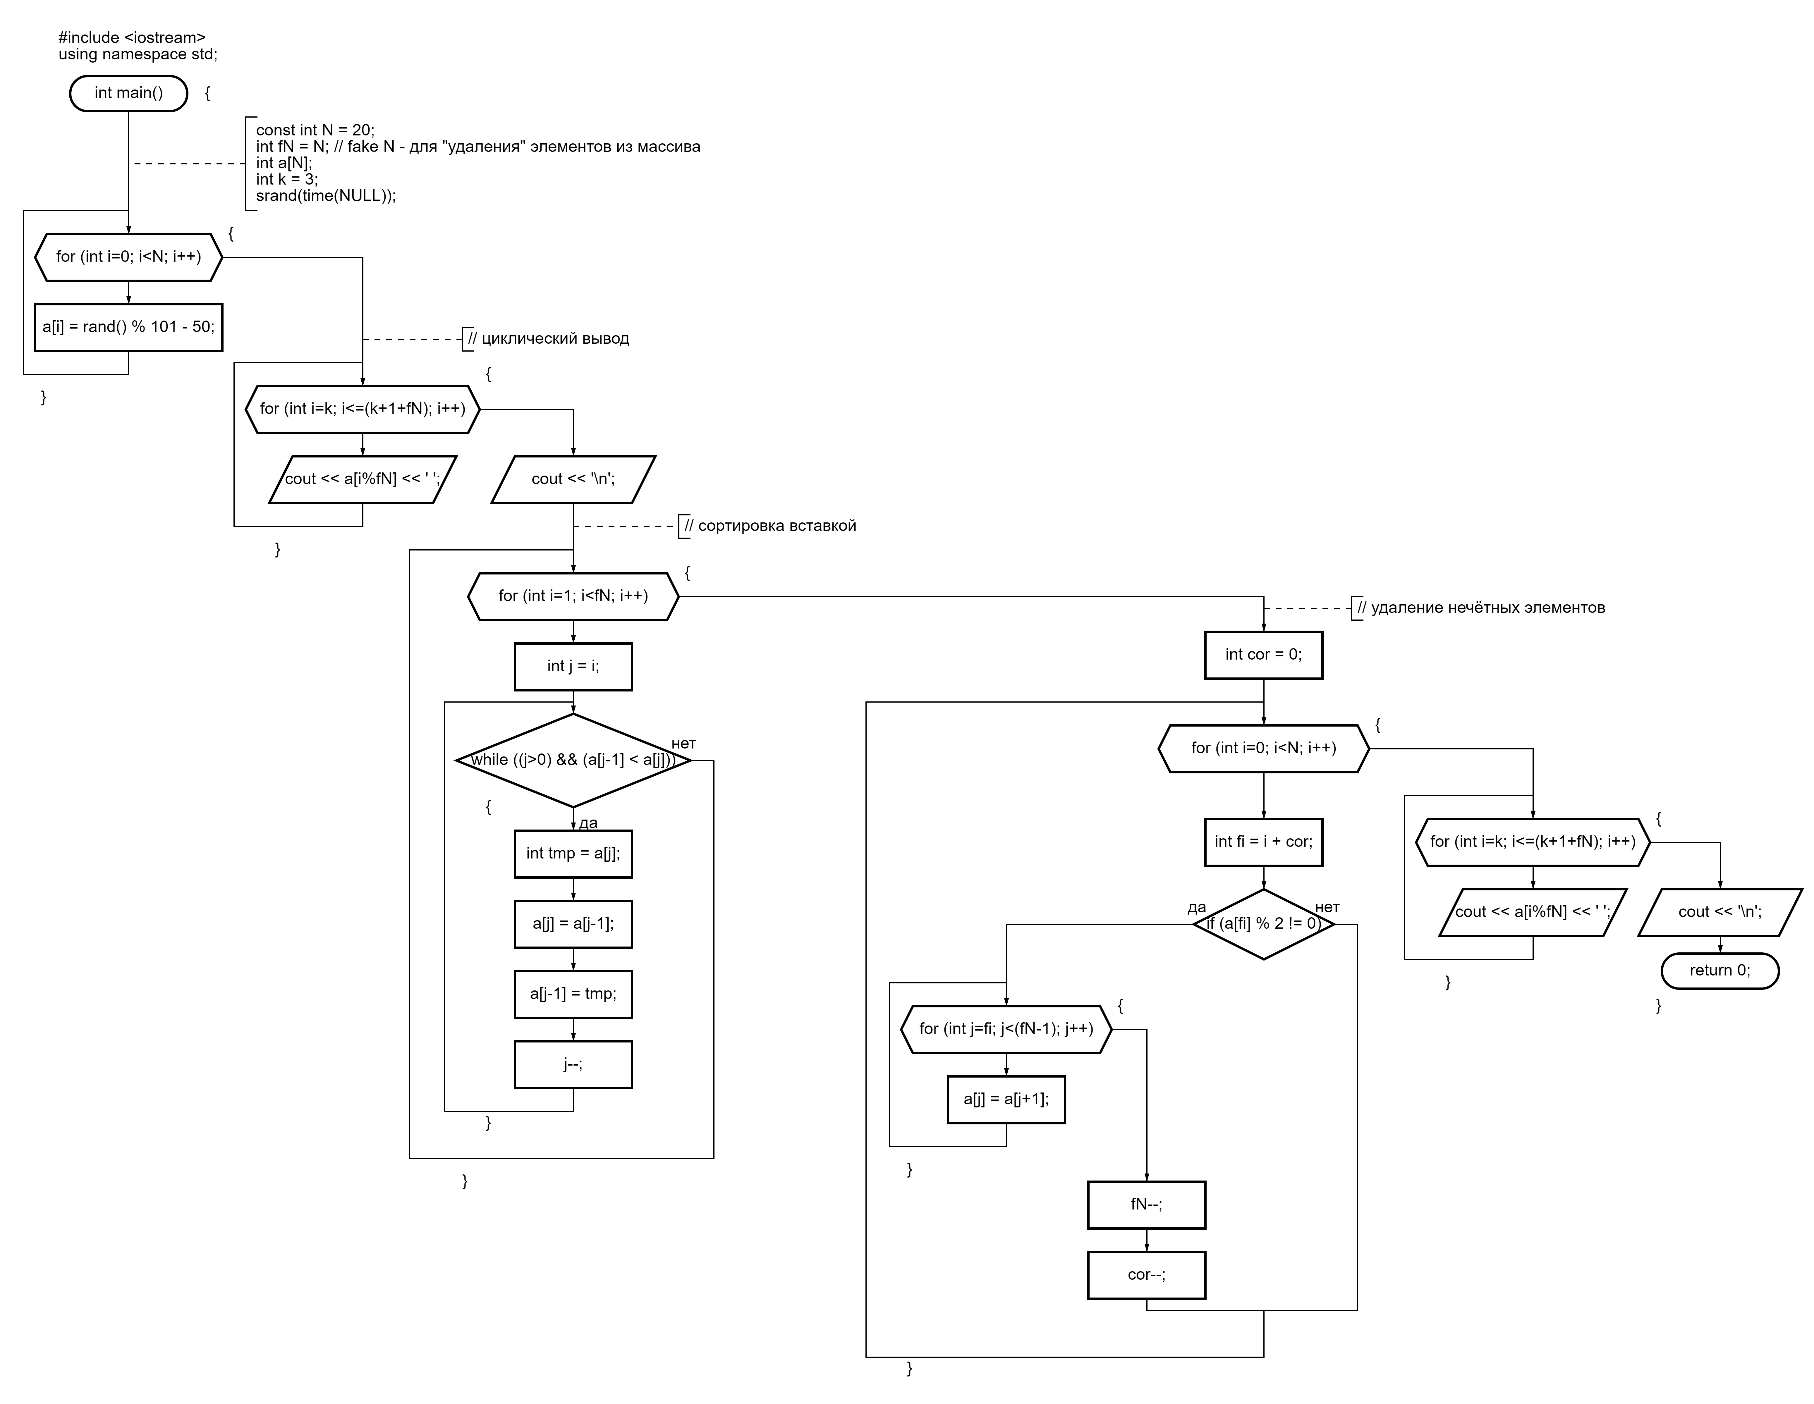 #include <iostream>
using namespace std;
int main()
{
const int N = 20;
int fN = N; // fake N - для "удаления" элементов из массива
int a[N];
int k = 3;
srand(time(NULL));
for (int i=0; i<N; i++)
{
a[i] = rand() % 101 - 50;
}
// циклический вывод
for (int i=k; i<=(k+1+fN); i++)
{
cout << a[i%fN] << ' ';
}
cout << '\n';
// сортировка вставкой
for (int i=1; i<fN; i++)
{
int j = i;
while ((j>0) && (a[j-1] < a[j]))
нет
{
да
int tmp = a[j];
a[j] = a[j-1];
a[j-1] = tmp;
j--;
}
}
// удаление нечётных элементов
int cor = 0;
for (int i=0; i<N; i++)
{
int fi = i + cor;
да
if (a[fi] % 2 != 0)
нет
for (int j=fi; j<(fN-1); j++)
{
a[j] = a[j+1];
}
fN--;
cor--;
}
for (int i=k; i<=(k+1+fN); i++)
{
cout << a[i%fN] << ' ';
}
cout << '\n';
return 0;
}